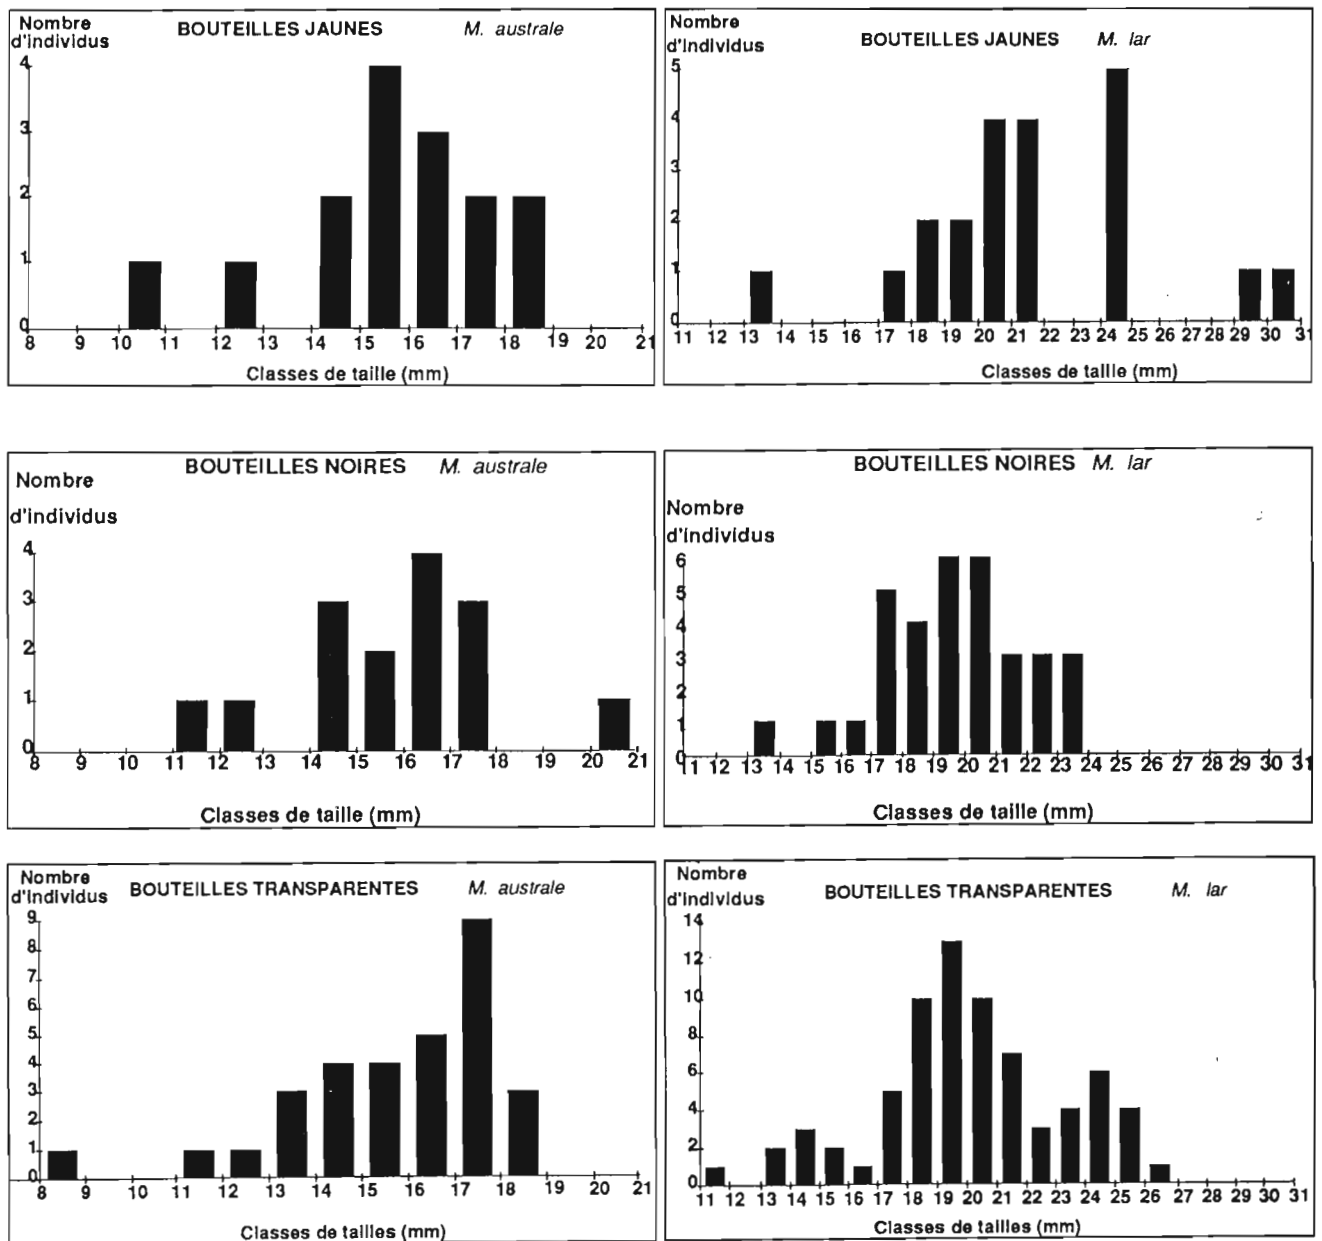 Nombre
d'individus
BOUTEILLES JAUNES M. australe
4
3
2
1
0
8 9 10 11 12 13 14 15 16 17 18 19 20 21
Classes de taille (mm)
Nombre
d'individus
BOUTEILLES JAUNES M. lar
5
4
3
2
1
0
11 12 13 14 15 16 17 18 19 20 21 22 23 24 25 26 27 28 29 30 31
Classes de taille (mm)
BOUTEILLES NOIRES M. australe
Nombre
d'individus
4
3
2
1
0
8 9 10 11 12 13 14 15 16 17 18 19 20 21
Classes de taille (mm)
BOUTEILLES NOIRES M. lar
Nombre
d'individus
6
5
4
3
2
1
0
11 12 13 14 15 16 17 18 19 20 21 22 23 24 25 26 27 28 29 30 31
Classes de taille (mm)
Nombre
d'individus
BOUTEILLES TRANSPARENTES M. australe
9
8
7
6
5
4
3
2
1
0
8 9 10 11 12 13 14 15 16 17 18 19 20 21
Classes de tailles (mm)
Nombre
d'individus
BOUTEILLES TRANSPARENTES M. lar
14
12
10
8
6
4
2
0
11 12 13 14 15 16 17 18 19 20 21 22 23 24 25 26 27 28 29 30 31
Classes de tailles (mm)